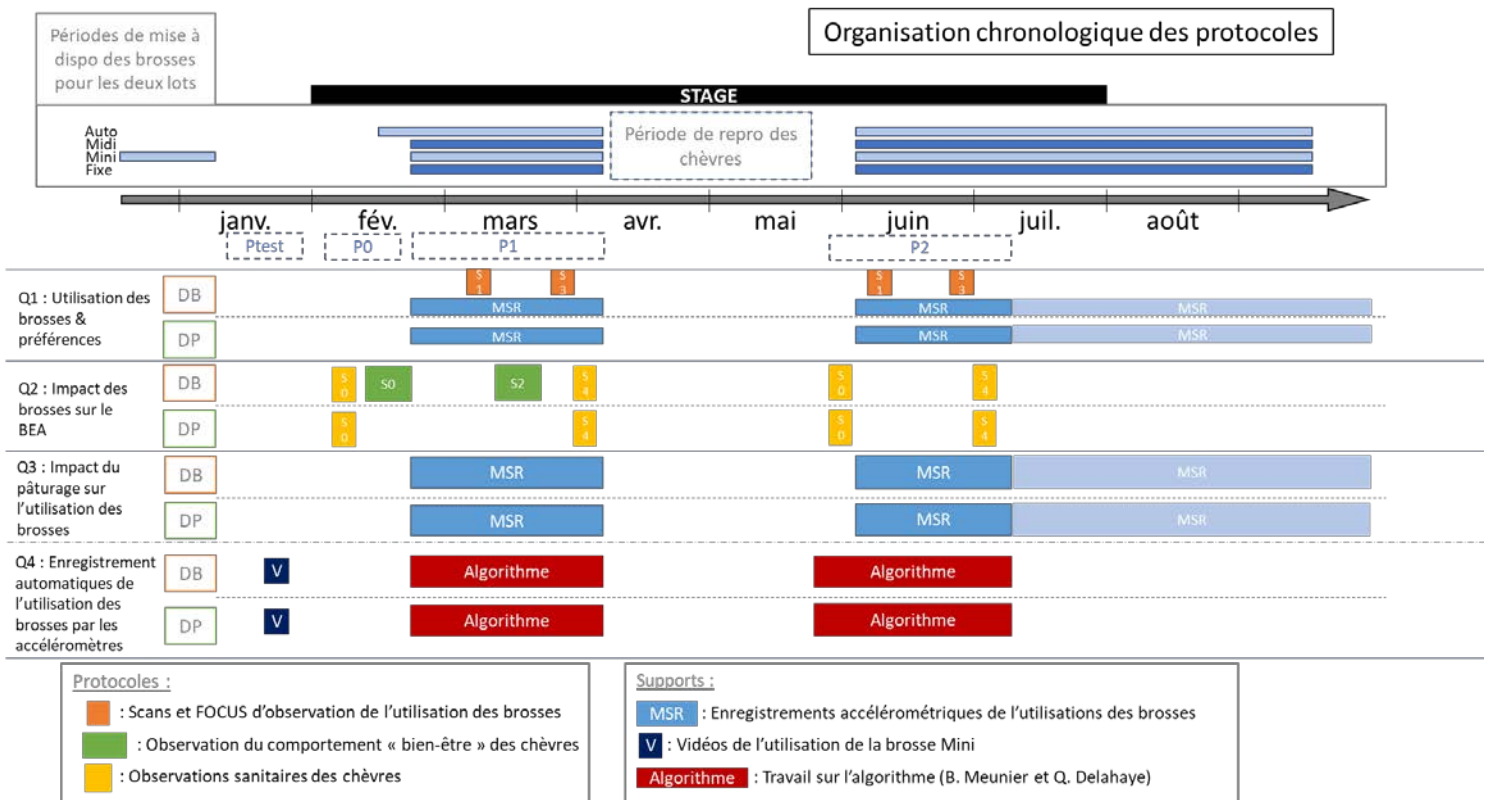 Périodes de mise à
dispo des brosses
pour les deux lots
Organisation chronologique des protocoles
STAGE
Auto
Midi
Mini
Fixe
Période de repro des
chèvres
janv. fév. mars avr. mai juin juil. août
Ptest P0 P1 P2
Q1 : Utilisation des
brosses &
préférences
DB S1 S3 S1 S3
MSR MSR MSR
DP MSR MSR MSR
Q2 : Impact des
brosses sur le
BEA
DB S0 S0 S2 S4 S0 S4
DP S0 S4 S0 S4
Q3 : Impact du
pâturage sur
l'utilisation des
brosses
DB MSR MSR MSR
DP MSR MSR MSR
Q4 : Enregistrement
automatiques de
l'utilisation des
brosses par les
accéléromètres
DB V Algorithme Algorithme
DP V Algorithme Algorithme
Protocoles :
: Scans et FOCUS d'observation de l'utilisation des brosses
: Observation du comportement « bien-être » des chèvres
: Observations sanitaires des chèvres
Supports :
MSR : Enregistrements accélérométriques de l'utilisations des brosses
V : Vidéos de l'utilisation de la brosse Mini
Algorithme : Travail sur l'algorithme (B. Meunier et Q. Delahaye)